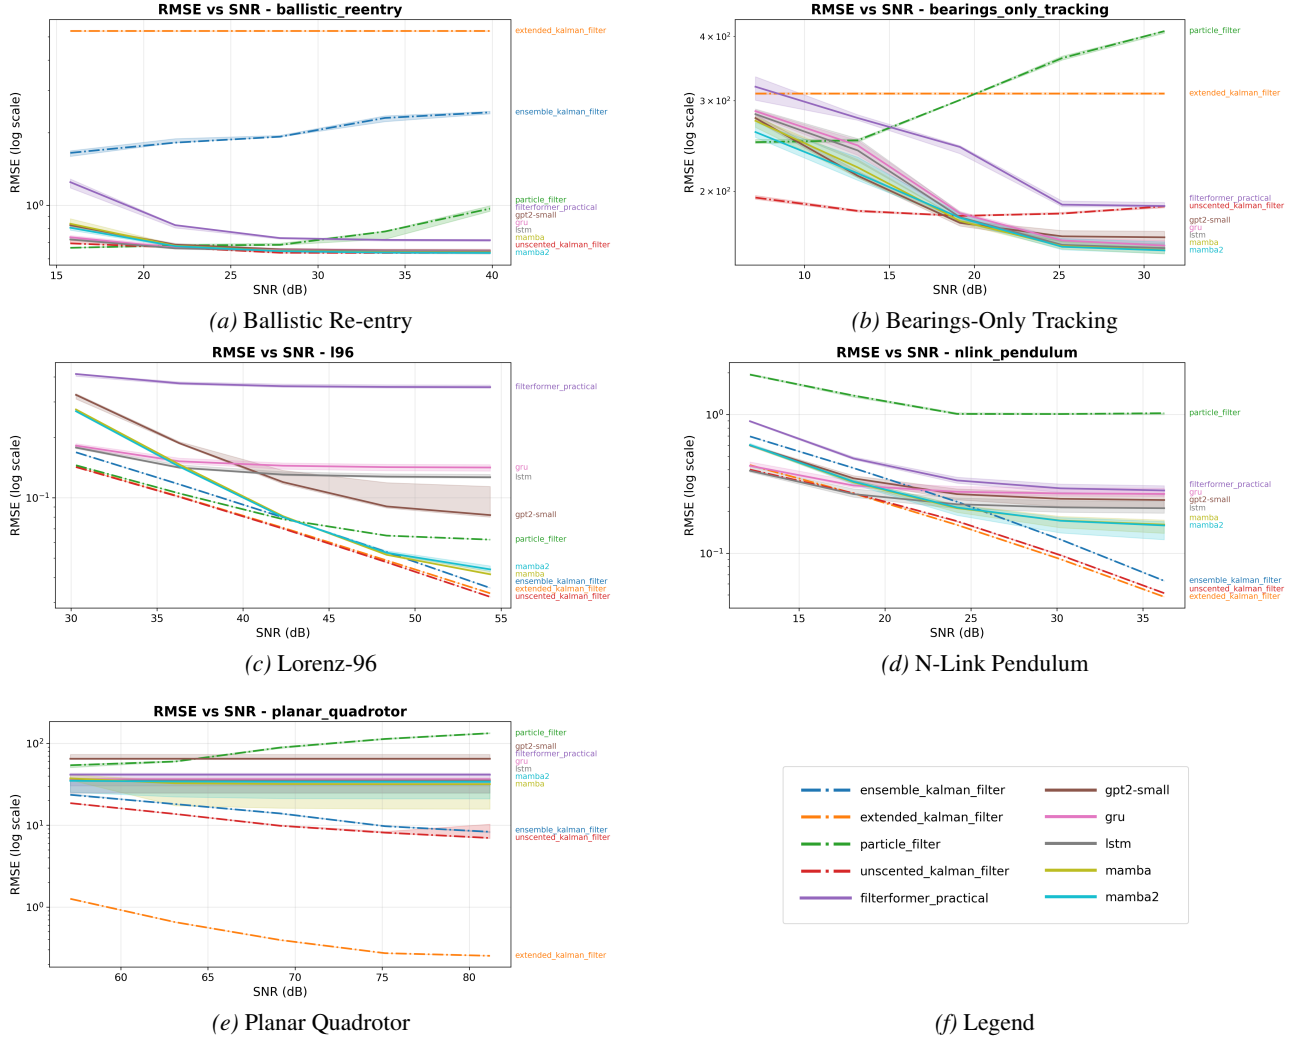 RMSE vs SNR - ballistic_reentry
RMSE (log scale)
10⁰
15 20 25 30 35 40
SNR (dB)
extended_kalman_filter
ensemble_kalman_filter
particle_filter
filterformer_practical
gpt2-small
gru
lstm
mamba
unscented_kalman_filter
mamba2
(a) Ballistic Re-entry
RMSE vs SNR - bearings_only_tracking
RMSE (log scale)
4 × 10²
3 × 10²
2 × 10²
10 15 20 25 30
SNR (dB)
particle_filter
extended_kalman_filter
filterformer_practical
unscented_kalman_filter
gpt2-small
gru
lstm
mamba
mamba2
(b) Bearings-Only Tracking
RMSE vs SNR - l96
RMSE (log scale)
10⁻¹
30 35 40 45 50 55
SNR (dB)
filterformer_practical
gru
lstm
gpt2-small
particle_filter
mamba2
mamba
ensemble_kalman_filter
extended_kalman_filter
unscented_kalman_filter
(c) Lorenz-96
RMSE vs SNR - nlink_pendulum
RMSE (log scale)
10⁰
10⁻¹
15 20 25 30 35
SNR (dB)
particle_filter
filterformer_practical
gru
gpt2-small
lstm
mamba
mamba2
ensemble_kalman_filter
unscented_kalman_filter
extended_kalman_filter
(d) N-Link Pendulum
RMSE vs SNR - planar_quadrotor
RMSE (log scale)
10²
10¹
10⁰
60 65 70 75 80
SNR (dB)
particle_filter
gpt2-small
filterformer_practical
gru
lstm
mamba2
mamba
ensemble_kalman_filter
unscented_kalman_filter
extended_kalman_filter
(e) Planar Quadrotor
ensemble_kalman_filter
extended_kalman_filter
particle_filter
unscented_kalman_filter
filterformer_practical
gpt2-small
gru
lstm
mamba
mamba2
(f) Legend